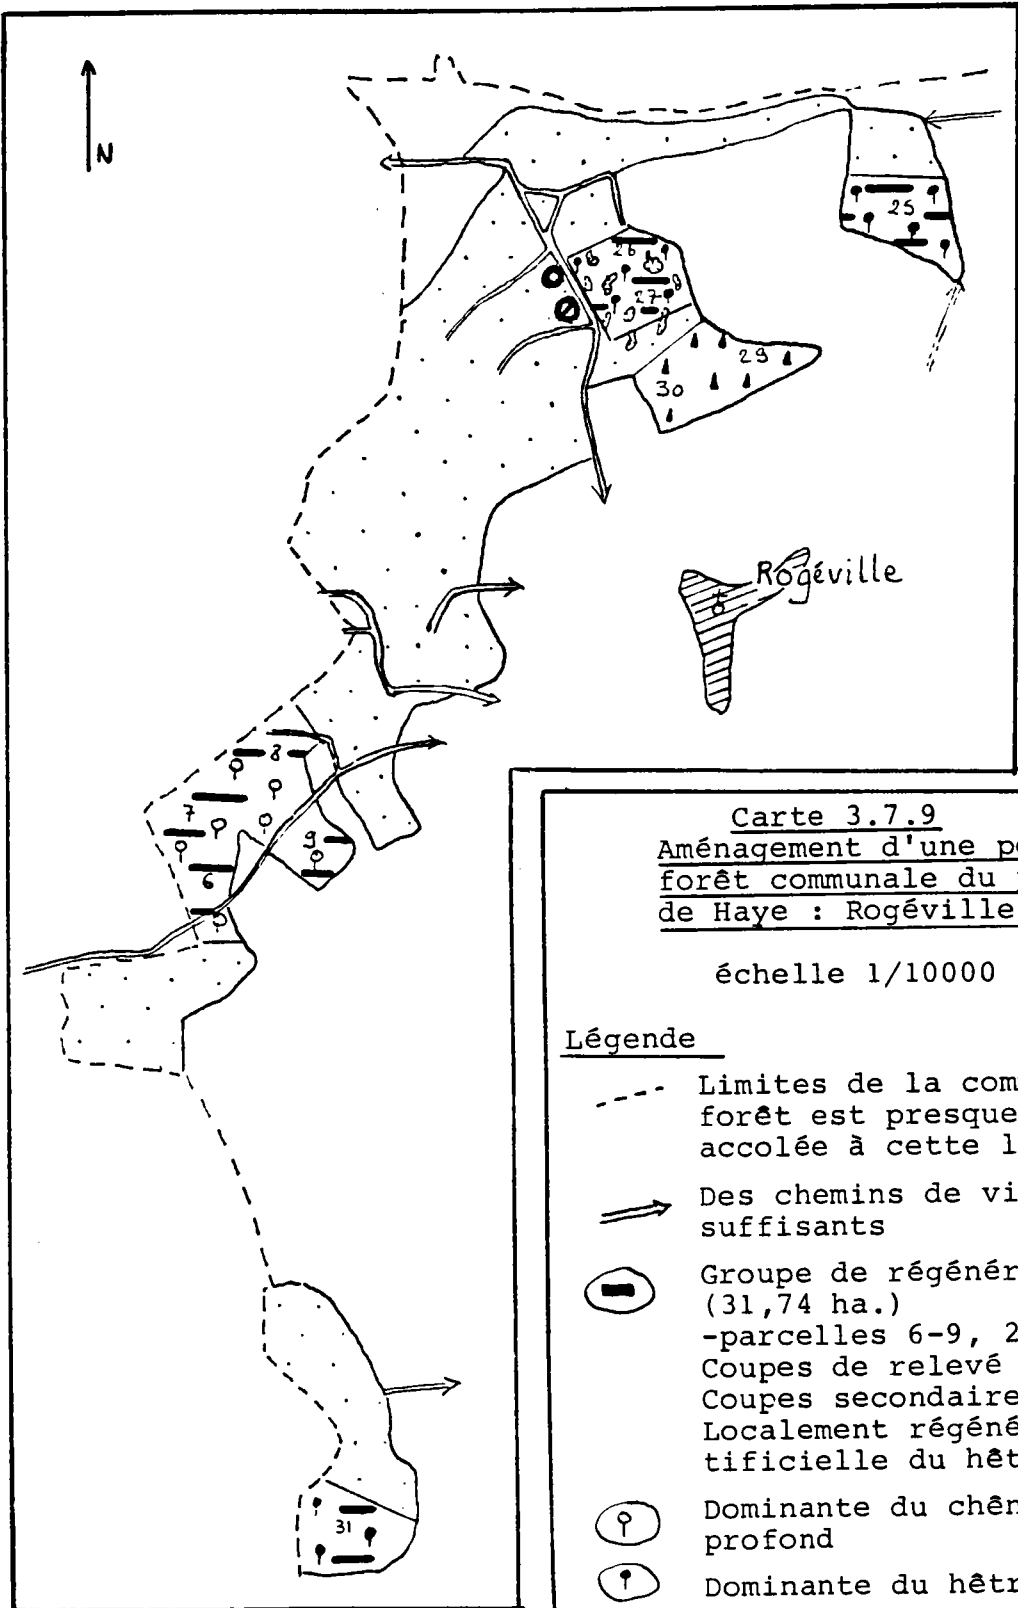 N
25
26
27
29
30
Rogéville
8
7
9
6
31
Carte 3.7.9
Aménagement d'une
forêt communale du
de Haye : Rogéville
échelle 1/10000
Légende
Limites de la com
forêt est presque
accolée à cette l
Des chemins de vi
suffisants
Groupe de régénér
(31,74 ha.)
-parcelles 6-9, 2
Coupes de relevé
Coupes secondaire
Localement régéné
tificielle du hêt
Dominante du chên
profond
Dominante du hêtr